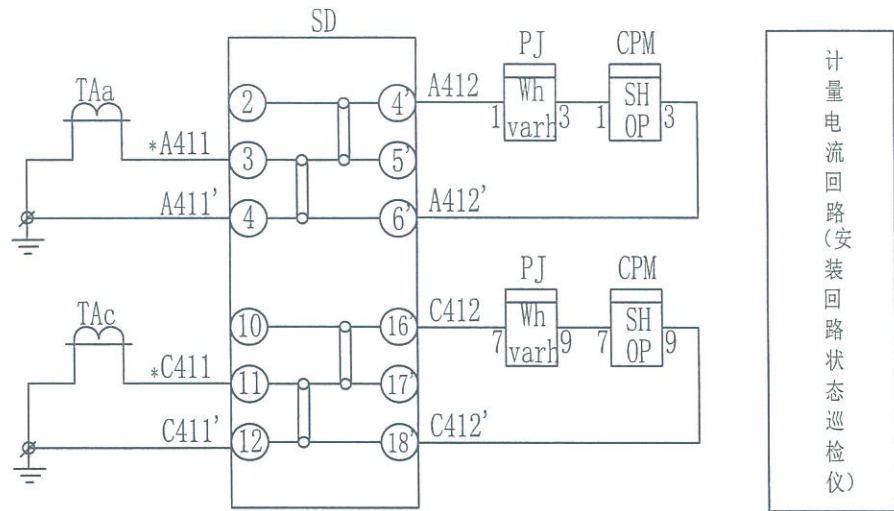 SD
PJ
CPM
TAa
2
4'
A412
1
Wh
varh
3
1
SH
OP
3
*A411
3
5'
A411'
4
6'
A412'
PJ
CPM
TAc
10
16'
C412
7
Wh
varh
9
7
SH
OP
9
*C411
11
17'
C411'
12
18'
C412'
计量电流回路(安装回路状态巡检仪)